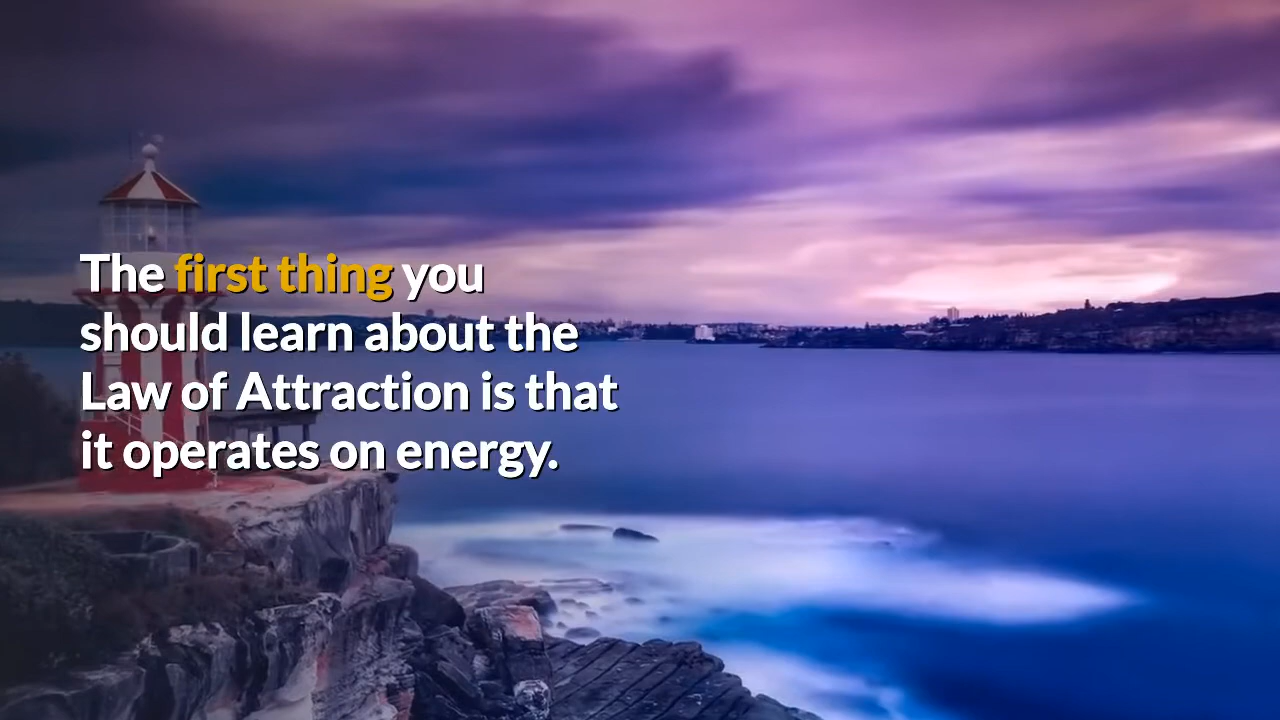 The first thing you
should learn about the
Law of Attraction is that
it operates on energy.